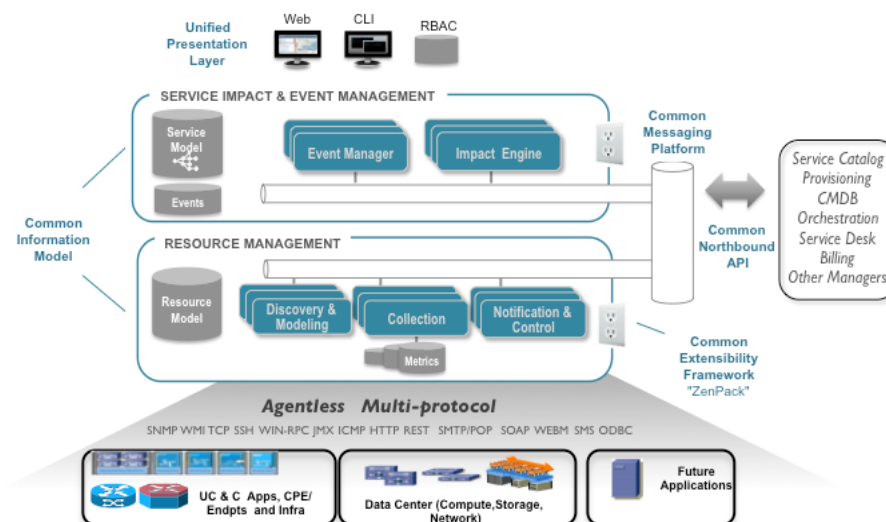 Unified
Presentation
Layer
Web
CLI
RBAC
SERVICE IMPACT & EVENT MANAGEMENT
Service
Model
Events
Event Manager
Impact Engine
Common
Messaging
Platform
Common
Information
Model
RESOURCE MANAGEMENT
Resource
Model
Discovery &
Modeling
Collection
Notification &
Control
Metrics
Common
Northbound
API
Service Catalog
Provisioning
CMDB
Orchestration
Service Desk
Billing
Other Managers
Common
Extensibility
Framework
"ZenPack"
Agentless Multi-protocol
SNMP WMI TCP SSH WIN-RPC JMX ICMP HTTP REST SMTP/POP SOAP WEBM SMS ODBC
UC & C Apps, CPE/
Endpts and Infra
Data Center (Compute,Storage,
Network)
Future
Applications